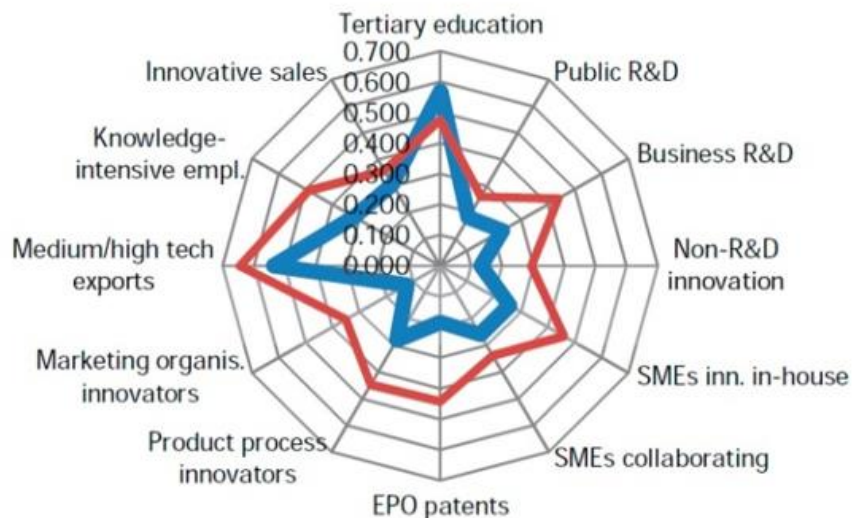 Tertiary education
0.700
0.600
0.500
0.400
0.300
0.200
0.100
0.000
Public R&D
Business R&D
Non-R&D
innovation
SMEs inn. in-house
SMEs collaborating
EPO patents
Product process
innovators
Marketing organis.
innovators
Medium/high tech
exports
Knowledge-
intensive empl.
Innovative sales